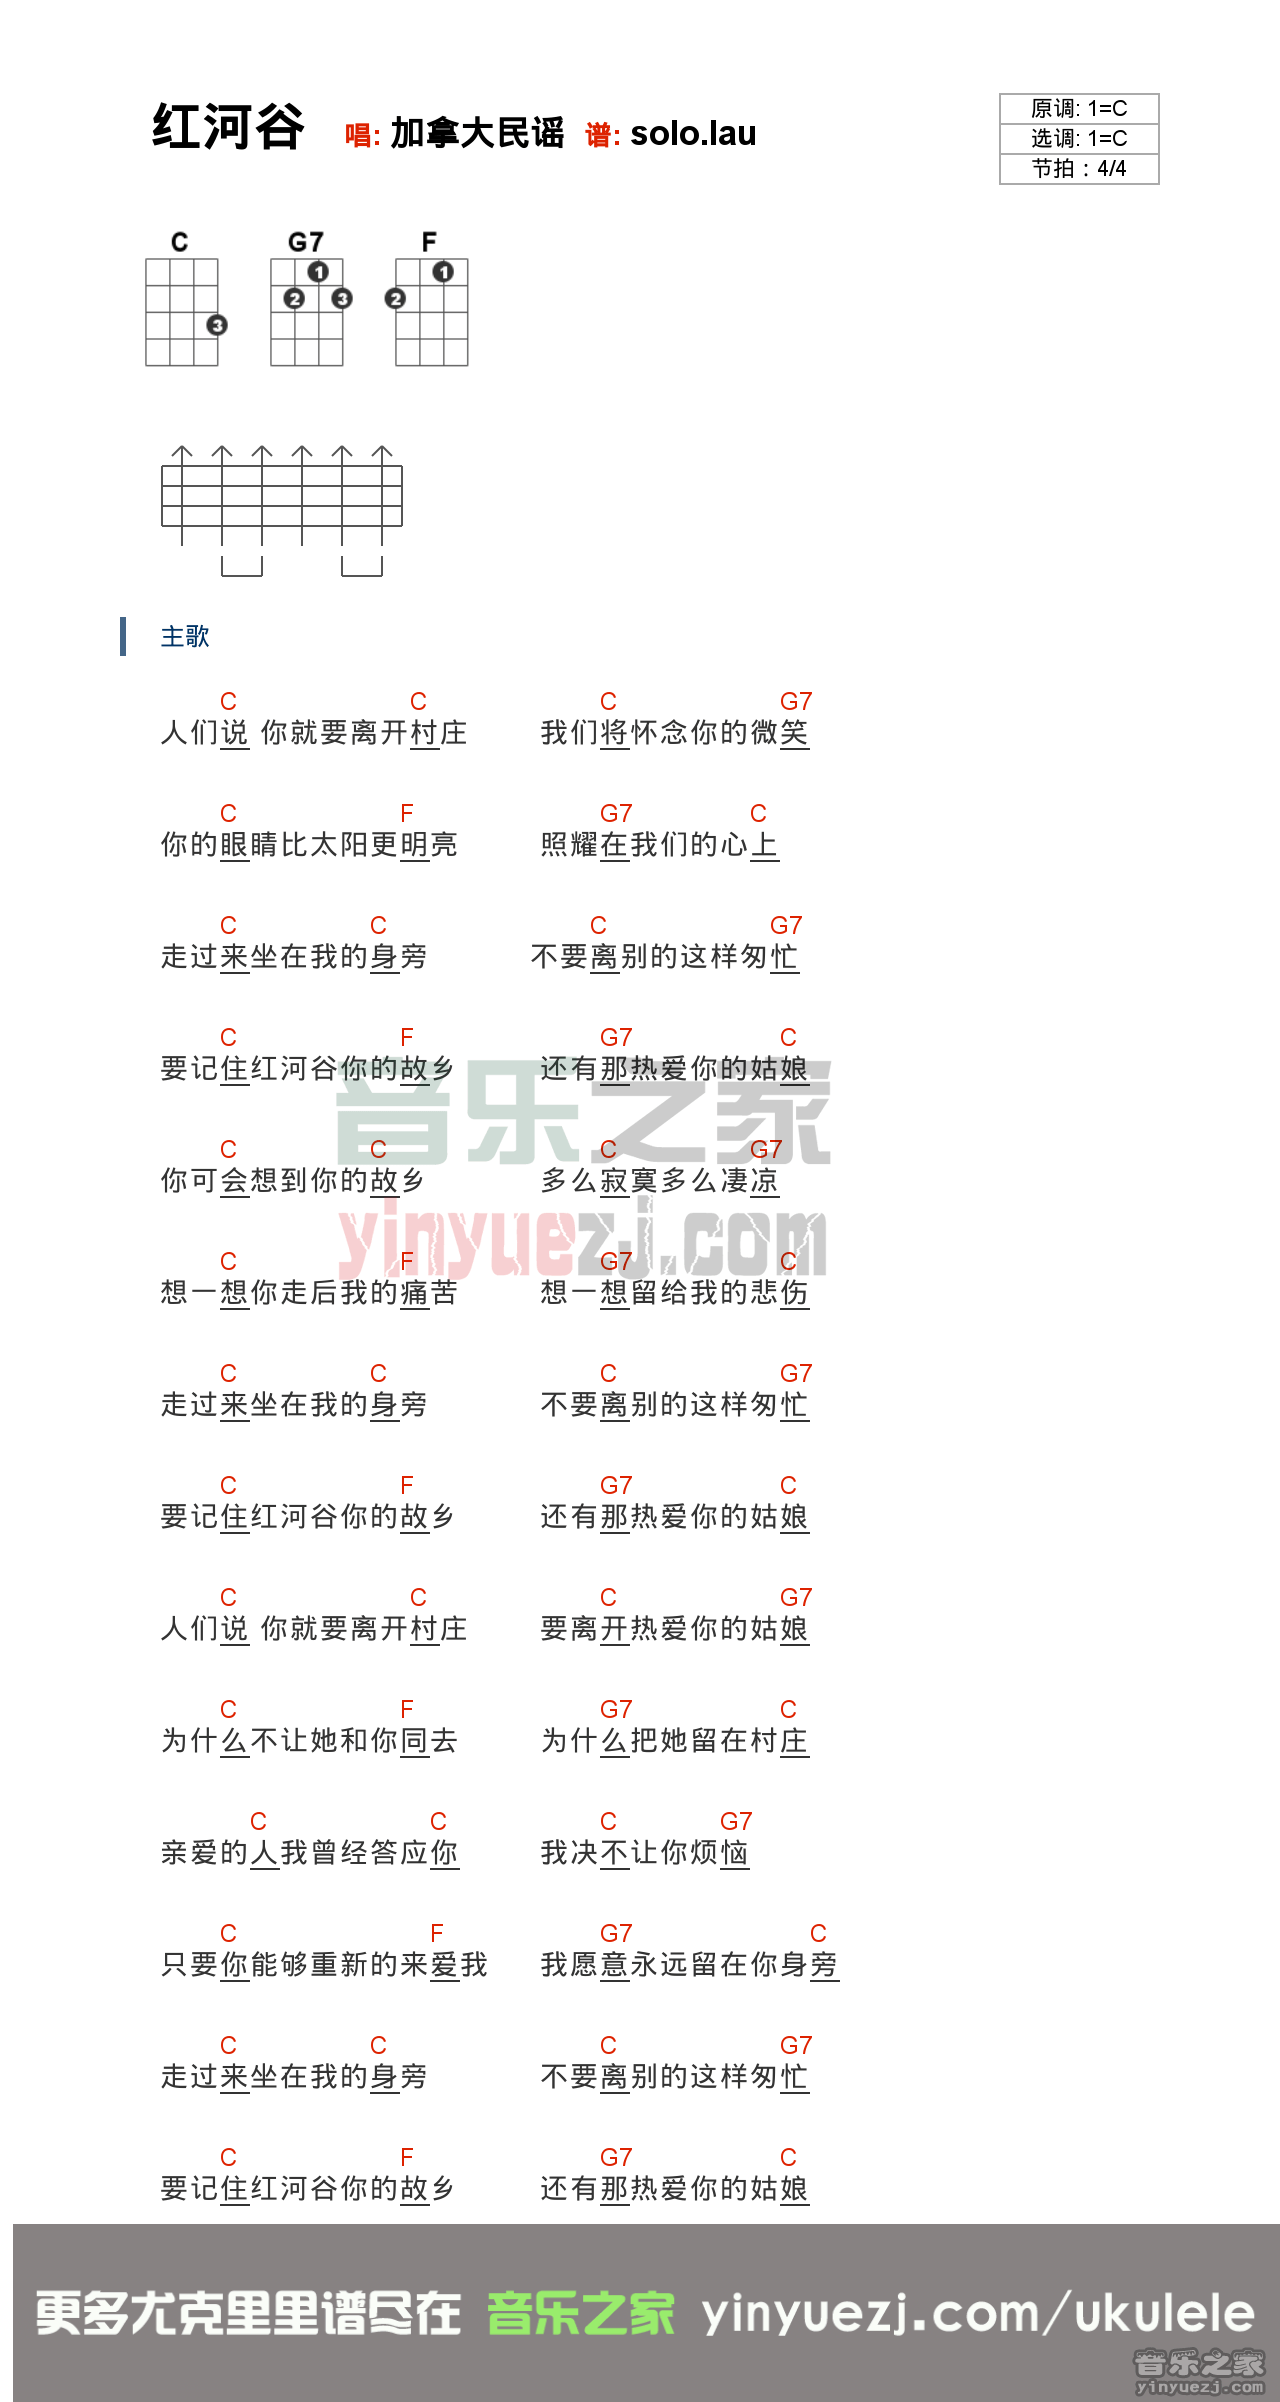 红河谷 唱: 加拿大民谣 谱: solo.lau
原调: 1=C
选调: 1=C
节拍：4/4
C G7 F
1 1
2 3 2
3
主歌
C C C G7
人们说 你就要离开村庄 我们将怀念你的微笑
C F G7 C
你的眼睛比太阳更明亮 照耀在我们的心上
C C C G7
走过来坐在我的身旁 不要离别的这样匆忙
C F G7 C
要记住红河谷你的故乡 还有那热爱你的姑娘
音乐之家
C C C G7
你可会想到你的故乡 多么寂寞多么凄凉
yinyuezj.com
C F G7 C
想一想你走后我的痛苦 想一想留给我的悲伤
C C C G7
走过来坐在我的身旁 不要离别的这样匆忙
C F G7 C
要记住红河谷你的故乡 还有那热爱你的姑娘
C C C G7
人们说 你就要离开村庄 要离开热爱你的姑娘
C F G7 C
为什么不让她和你同去 为什么把她留在村庄
C C C G7
亲爱的人我曾经答应你 我决不让你烦恼
C F G7 C
只要你能够重新的来爱我 我愿意永远留在你身旁
C C C G7
走过来坐在我的身旁 不要离别的这样匆忙
C F G7 C
要记住红河谷你的故乡 还有那热爱你的姑娘
更多尤克里里谱尽在 音乐之家 yinyuezj.com/ukulele
音乐之家
yinyuezj.com